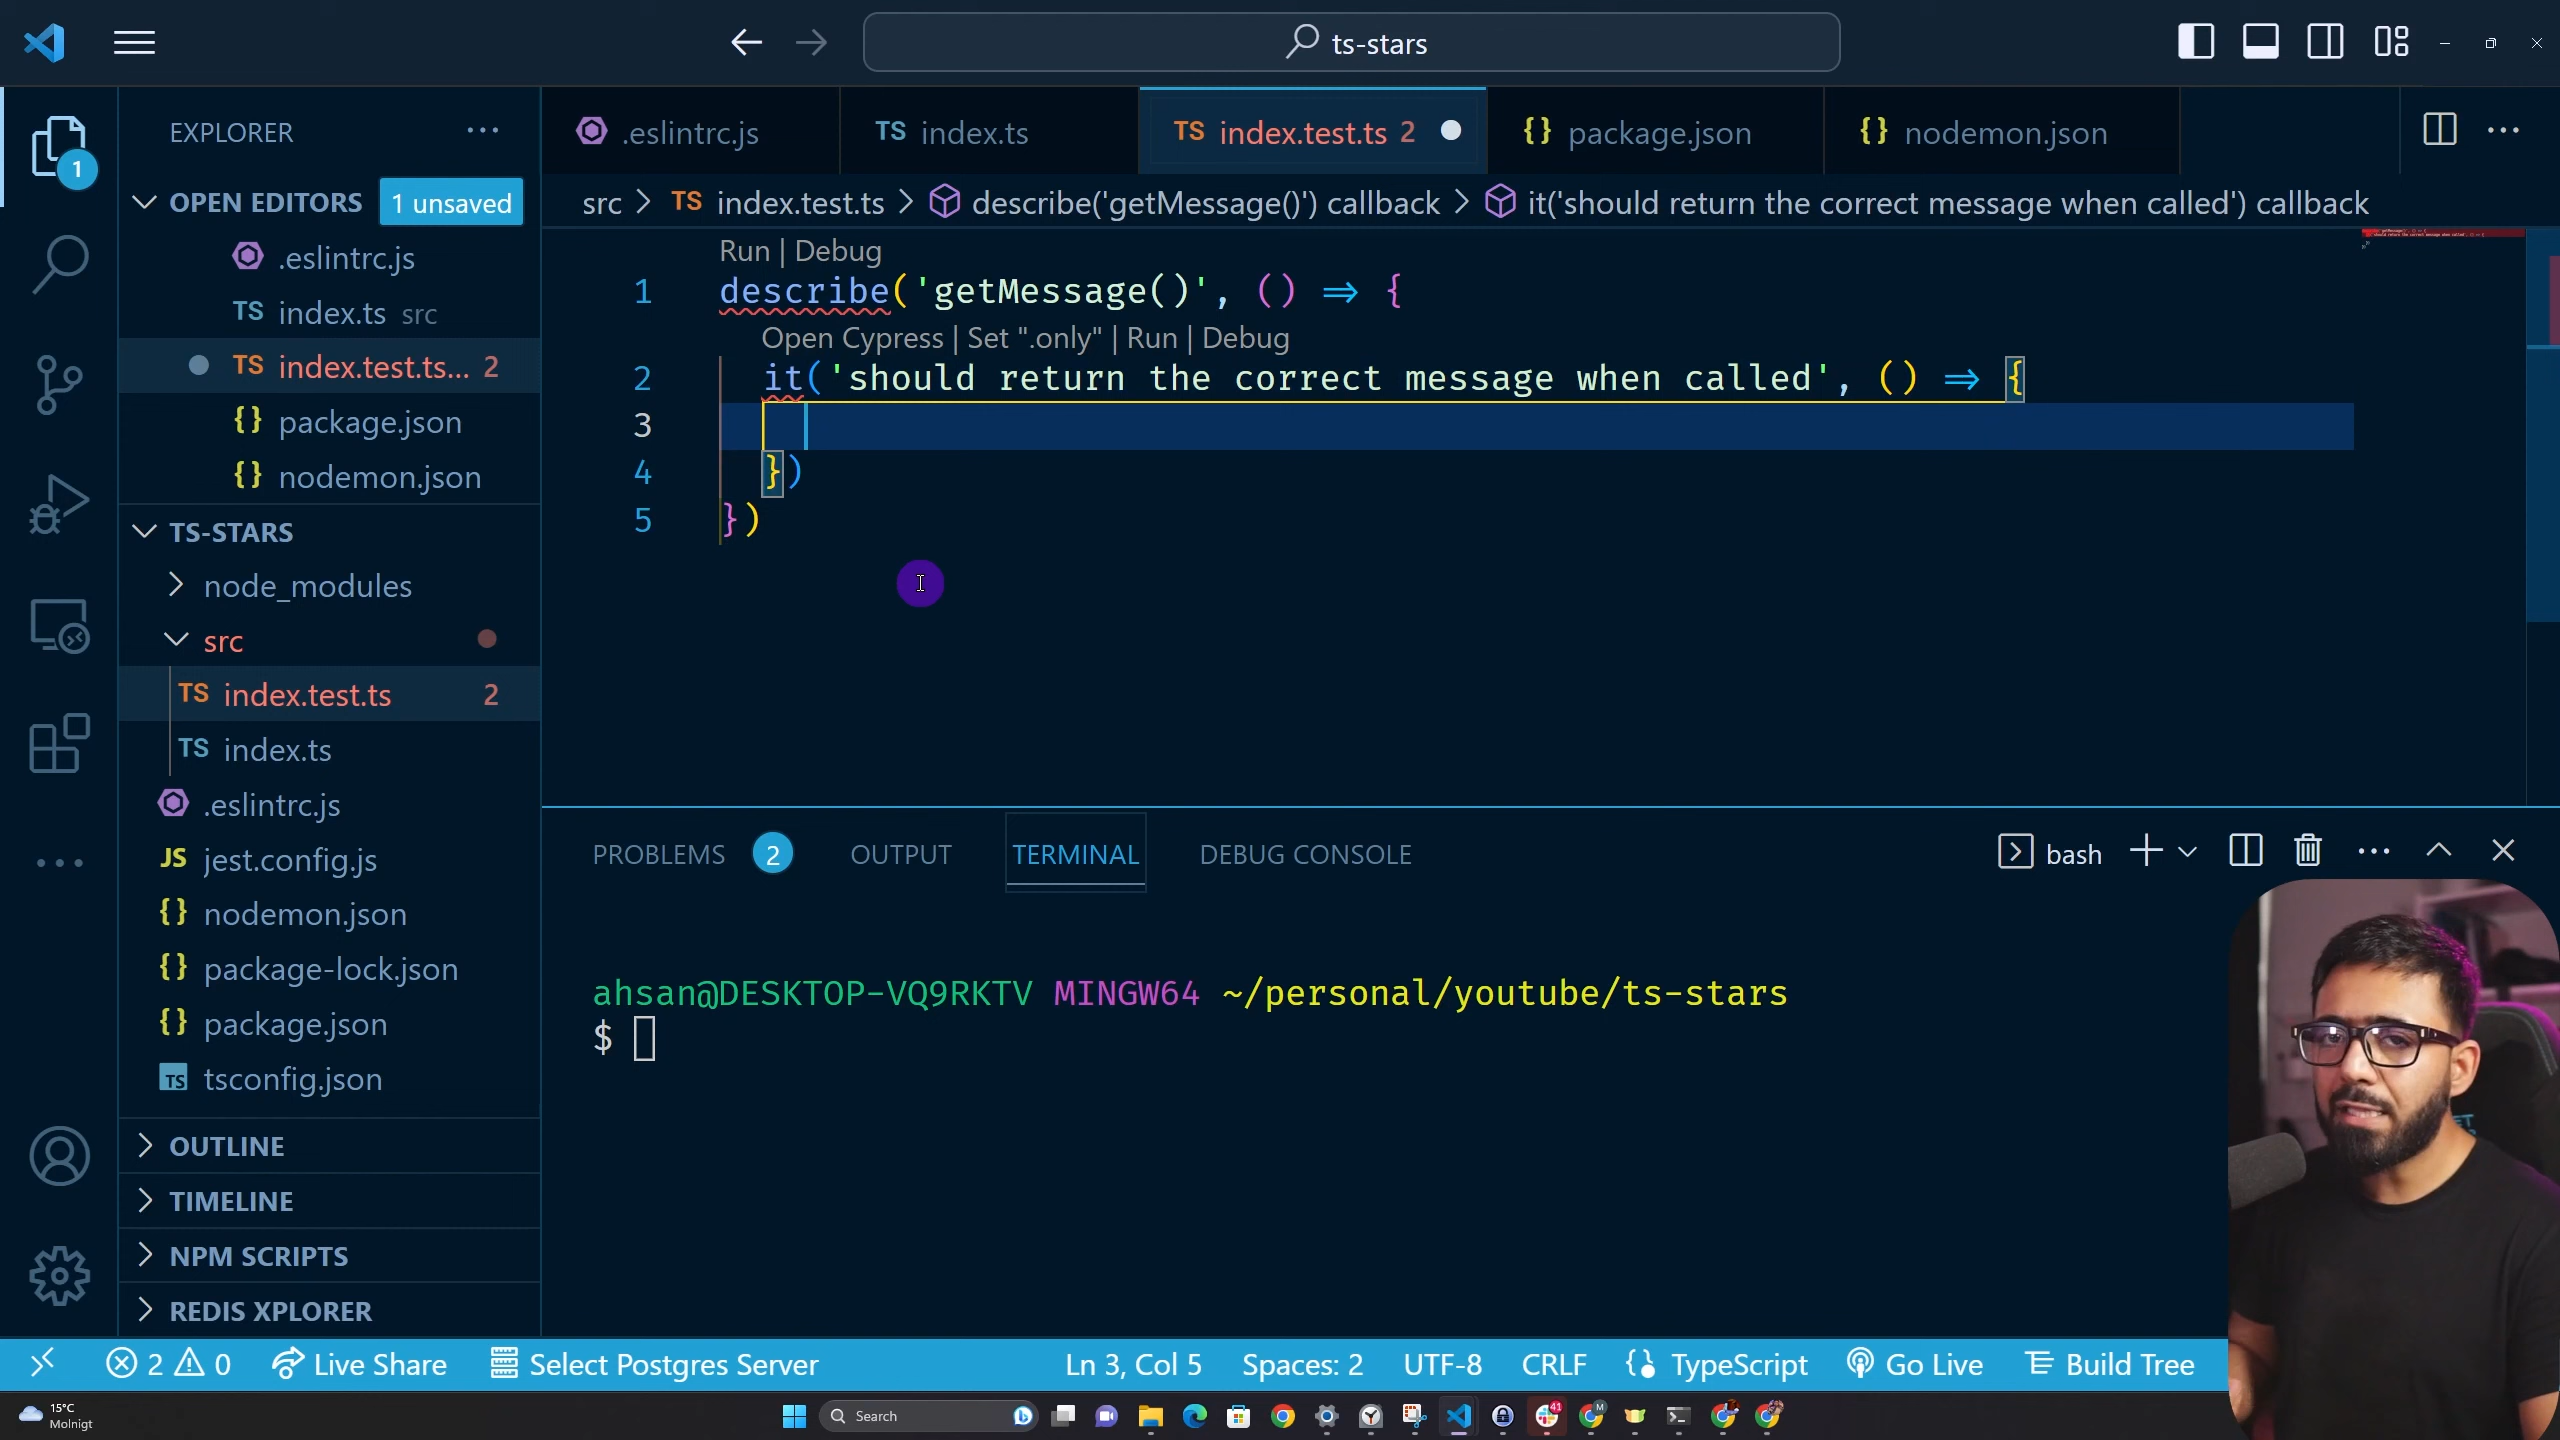 ts-stars
EXPLORER
OPEN EDITORS 1 unsaved
.eslintrc.js
TS index.ts src
TS index.test.ts... 2
{} package.json
{} nodemon.json
TS-STARS
node_modules
src
TS index.test.ts 2
TS index.ts
.eslintrc.js
JS jest.config.js
{} nodemon.json
{} package-lock.json
{} package.json
TS tsconfig.json
OUTLINE
TIMELINE
NPM SCRIPTS
REDIS XPLORER
1
.eslintrc.js
TS index.ts
TS index.test.ts 2
{} package.json
{} nodemon.json
src > TS index.test.ts > describe('getMessage()') callback > it('should return the correct message when called') callback
Run | Debug
1 describe('getMessage()', () => {
Open Cypress | Set ".only" | Run | Debug
2 it('should return the correct message when called', () => {
3
4 })
5 })
PROBLEMS 2 OUTPUT TERMINAL DEBUG CONSOLE
bash
ahsan@DESKTOP-VQ9RKTV MINGW64 ~/personal/youtube/ts-stars
$
2 0 Live Share Select Postgres Server
Ln 3, Col 5 Spaces: 2 UTF-8 CRLF {} TypeScript Go Live Build Tree
15°C
Molnigt
Search
41
M